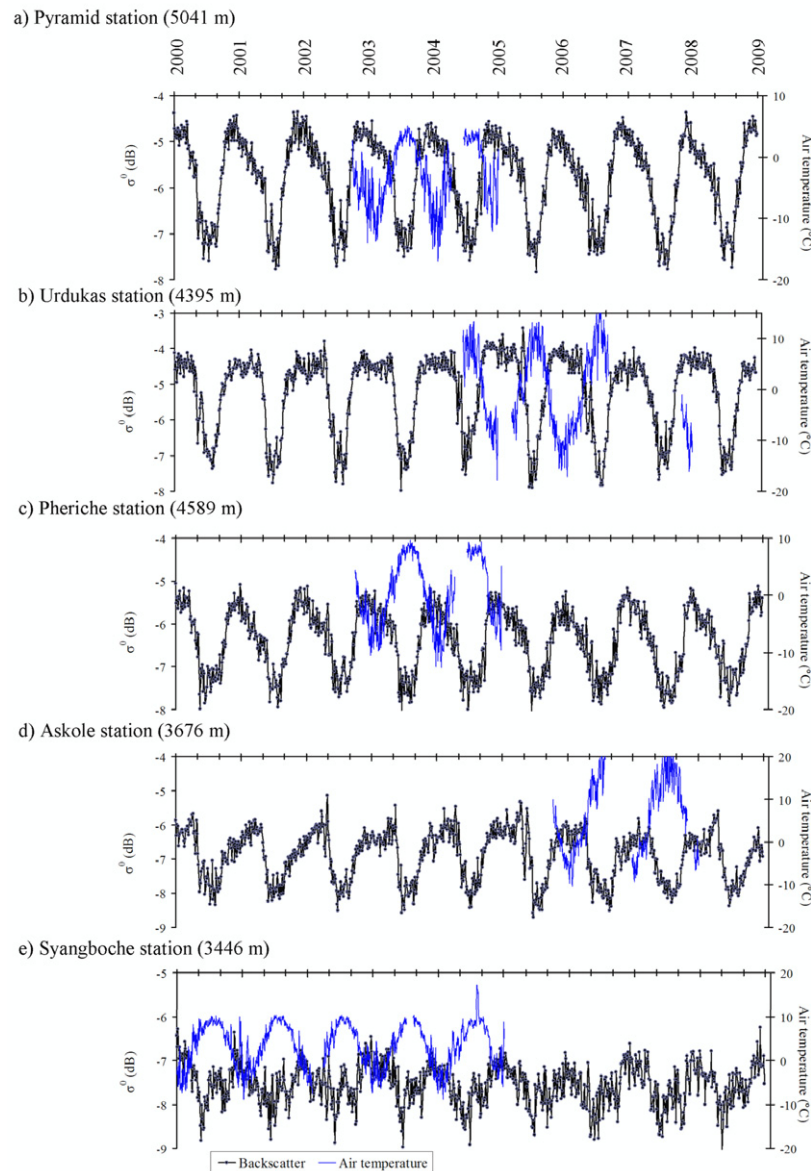 a) Pyramid station (5041 m)
2000 2001 2002 2003 2004 2005 2006 2007 2008 2009
-4 -5 -6 -7 -8
σ⁰ (dB)
10 0 -10 -20
Air temperature (°C)
b) Urdukas station (4395 m)
-3 -4 -5 -6 -7 -8
σ⁰ (dB)
10 0 -10 -20
Air temperature (°C)
c) Pheriche station (4589 m)
-4 -5 -6 -7 -8
σ⁰ (dB)
10 0 -10 -20
Air temperature (°C)
d) Askole station (3676 m)
-4 -5 -6 -7 -8 -9
σ⁰ (dB)
20 10 0 -10 -20
Air temperature (°C)
e) Syangboche station (3446 m)
-5 -6 -7 -8 -9
σ⁰ (dB)
20 10 0 -10 -20
Air temperature (°C)
Backscatter Air temperature